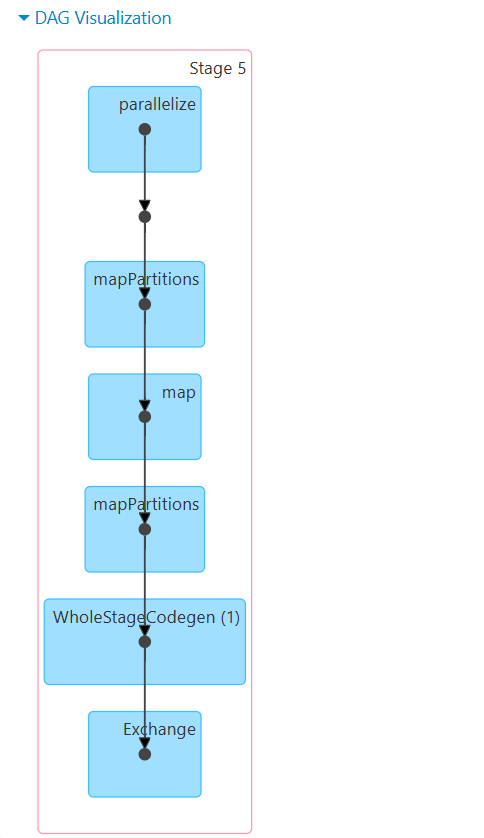 DAG Visualization
Stage 5
parallelize
mapPartitions
map
mapPartitions
WholeStageCodegen (1)
Exchange